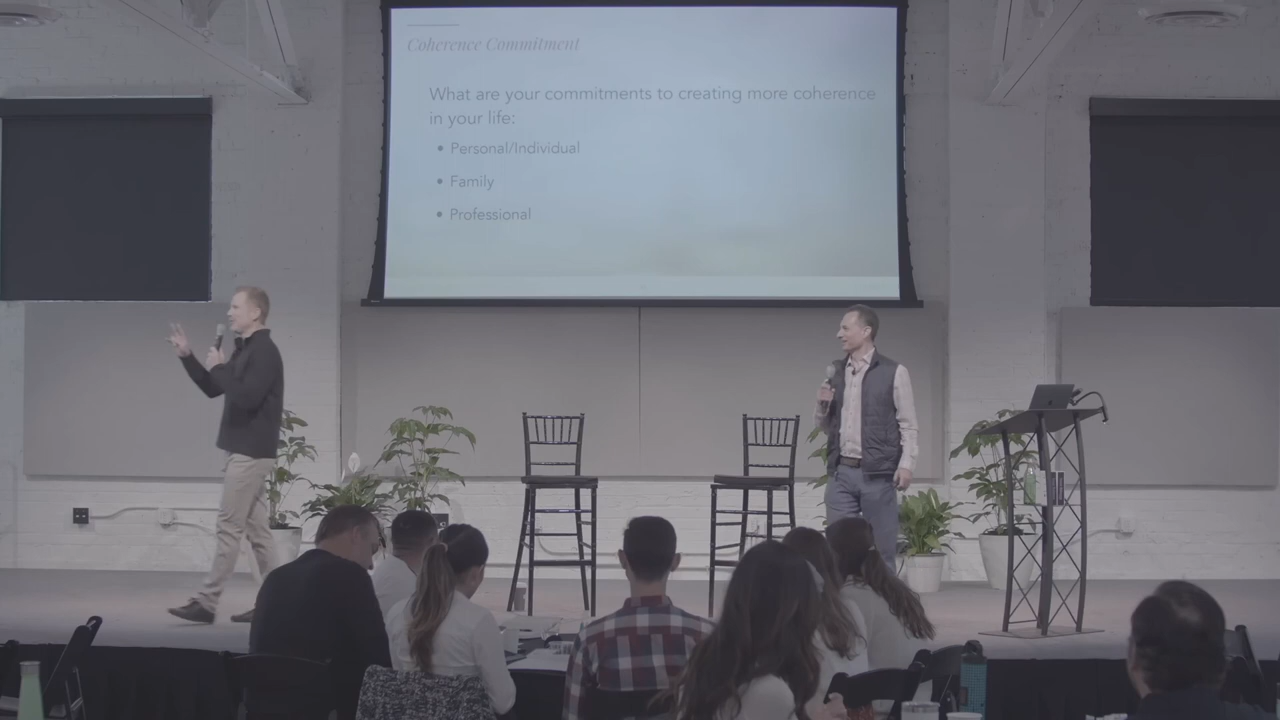 Coherence Commitment
What are your commitments to creating more coherence
in your life:
• Personal/Individual
• Family
• Professional